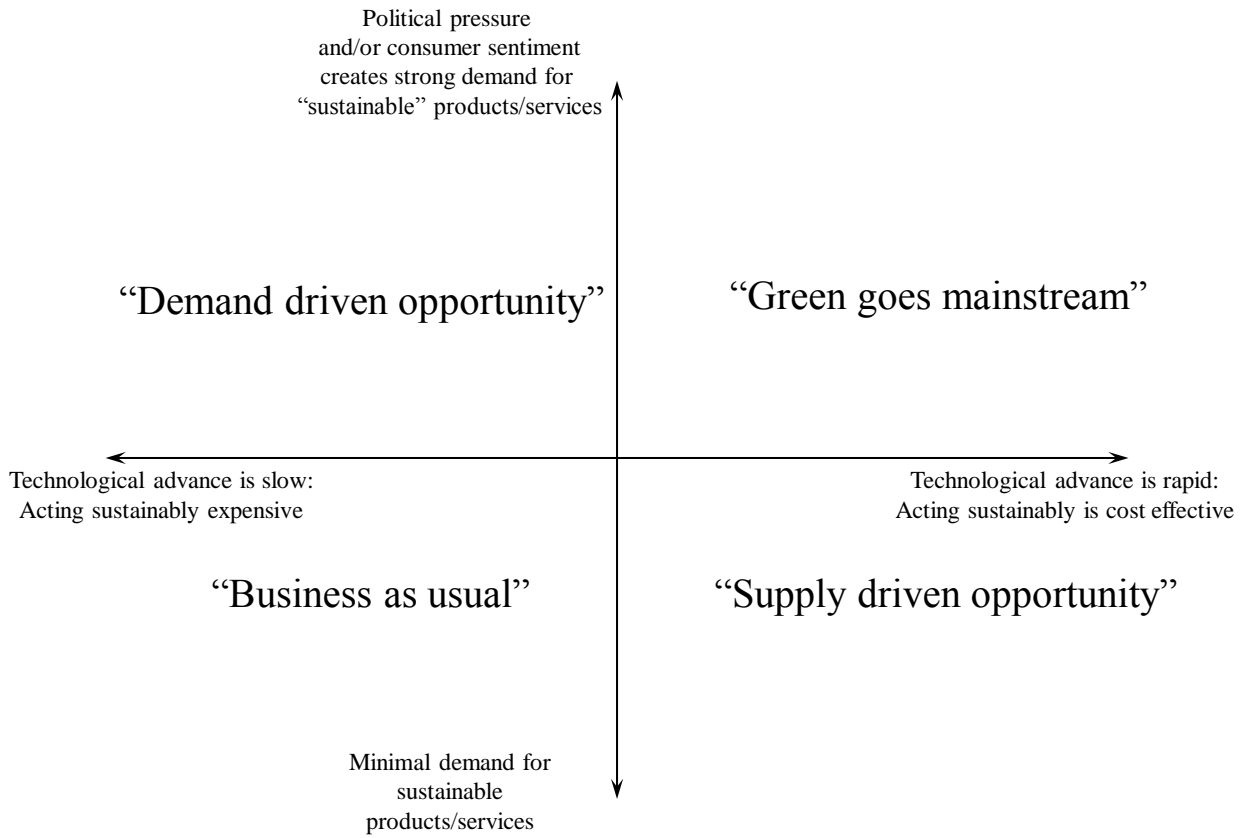 Political pressure
and/or consumer sentiment
creates strong demand for
“sustainable” products/services
“Demand driven opportunity”
“Green goes mainstream”
Technological advance is slow:
Acting sustainably expensive
Technological advance is rapid:
Acting sustainably is cost effective
“Business as usual”
“Supply driven opportunity”
Minimal demand for
sustainable
products/services